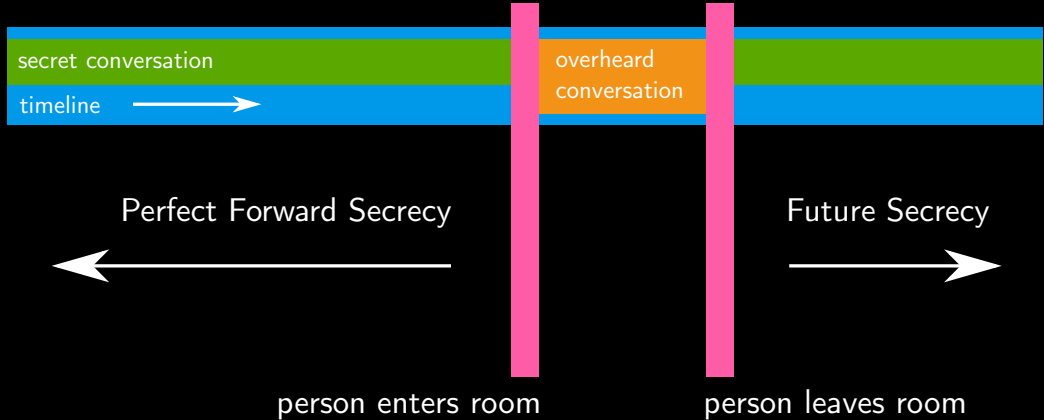 secret conversation
overheard
conversation
timeline
Perfect Forward Secrecy
Future Secrecy
person enters room
person leaves room